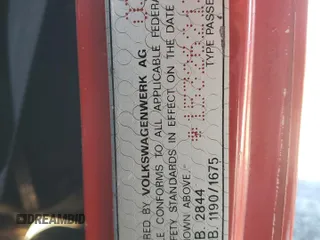 RED BY VOLKSWAGENWERK AG
LE CONFORMS TO ALL APPLICABLE FEDERA
FETY STANDARDS IN EFFECT ON THE DATE
OWN ABOVE.
TYPE PASSE
B. 2844
B. 1190/1675
DREAMBID